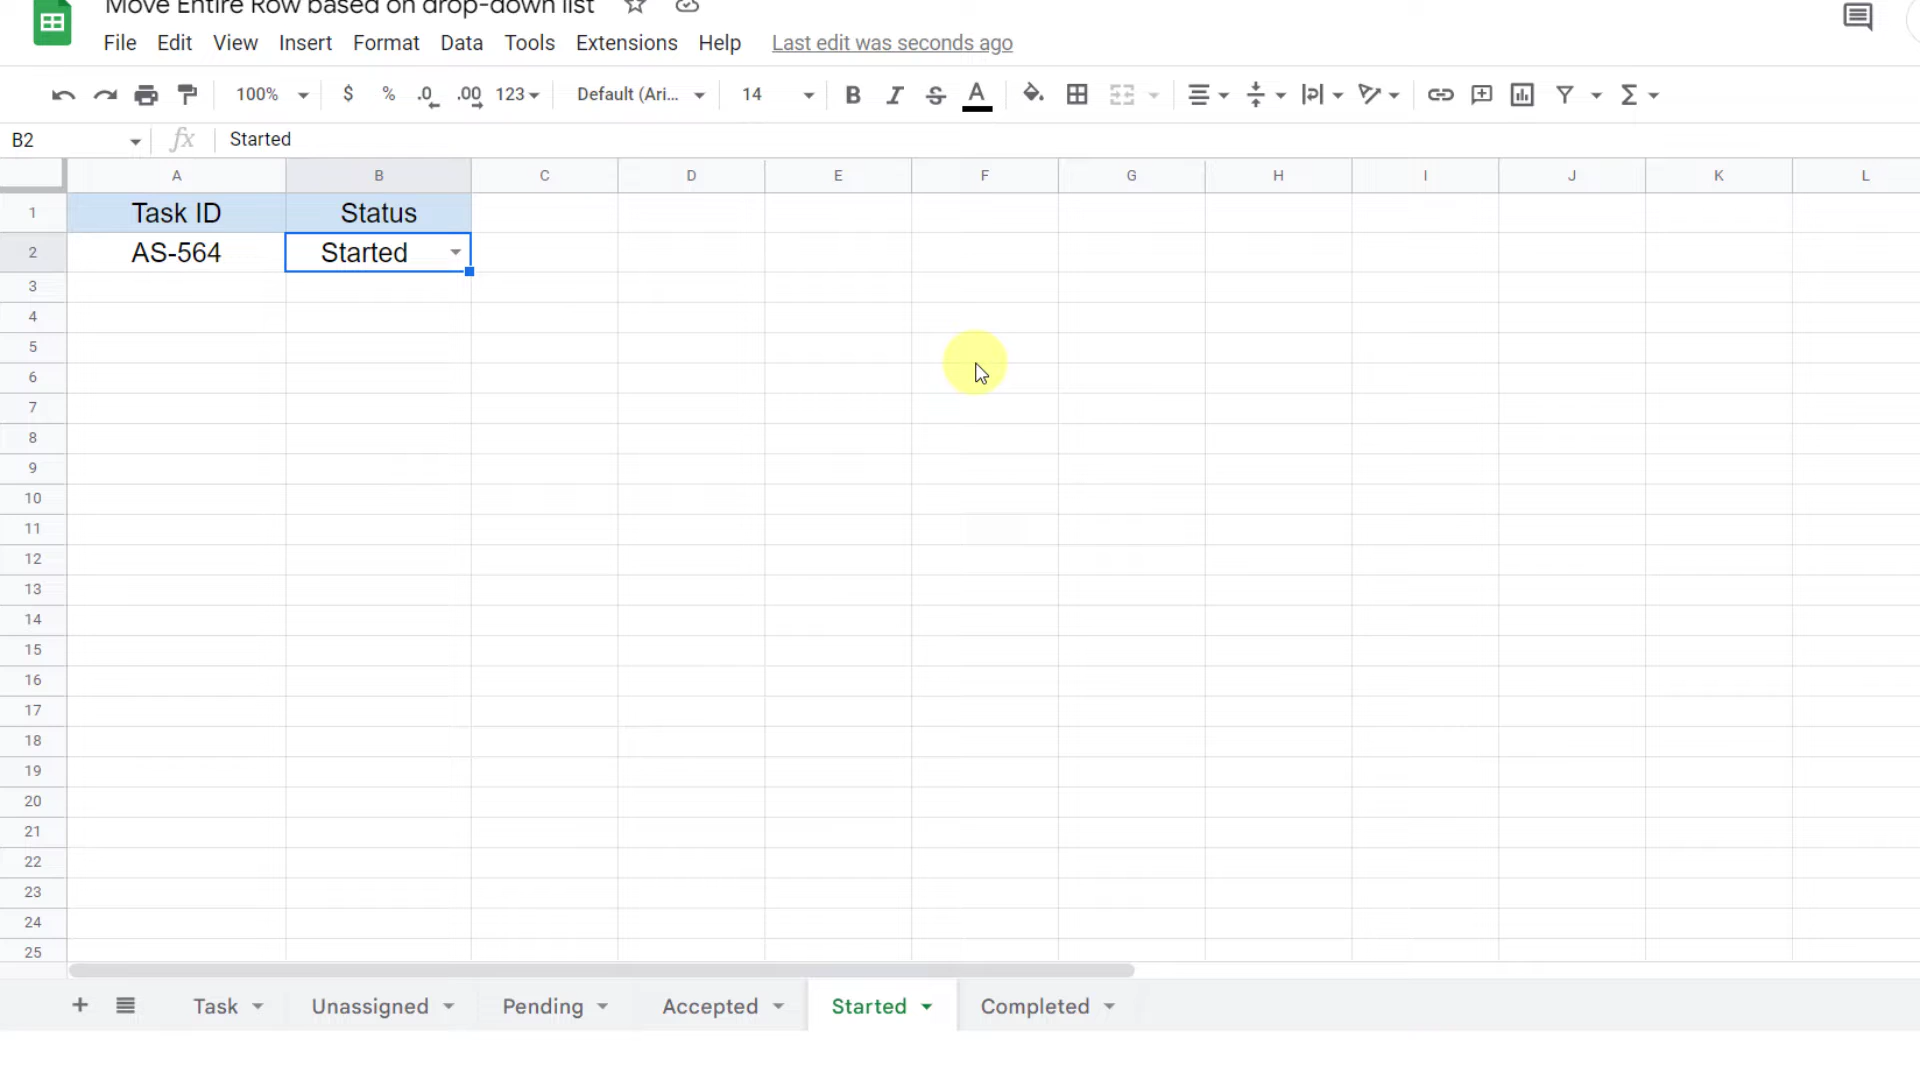 Move Entire Row based on drop-down list
File Edit View Insert Format Data Tools Extensions Help Last edit was seconds ago
100% $ % .0 .00 123 Default (Ari... 14 B I S A
B2 fx Started
A B C D E F G H I J K L
1 Task ID Status
2 AS-564 Started
3
4
5
6
7
8
9
10
11
12
13
14
15
16
17
18
19
20
21
22
23
24
25
+ Task Unassigned Pending Accepted Started Completed